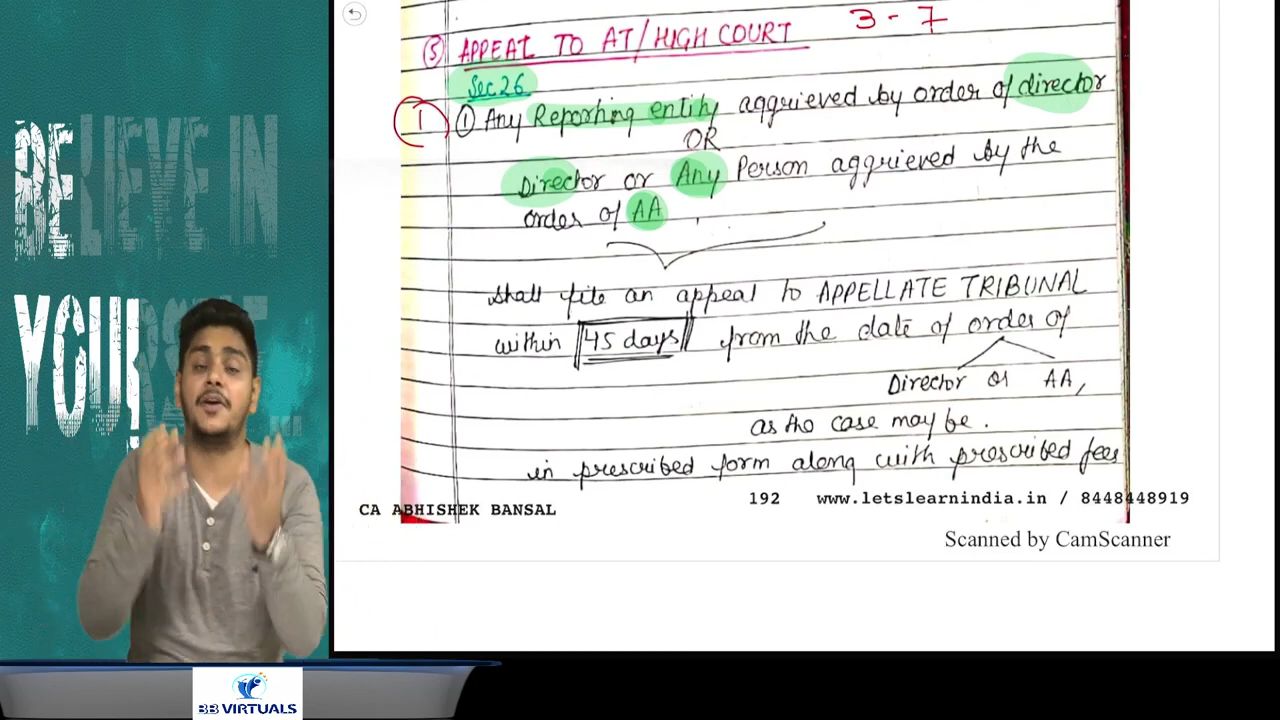 ⑤ APPEAL TO AT/HIGH COURT 3 - 7
Sec 26
1 ① Any Reporting entity aggrieved by order of director
OR
Director or Any Person aggrieved by the
order of AA
shall file an appeal to APPELLATE TRIBUNAL
within 45 days from the date of order of
Director or AA,
as the case may be.
in prescribed form along with prescribed fees
CA ABHISHEK BANSAL 192 www.letslearnindia.in / 8448448919
Scanned by CamScanner
BELIEVE IN
YOURSE
BB VIRTUALS